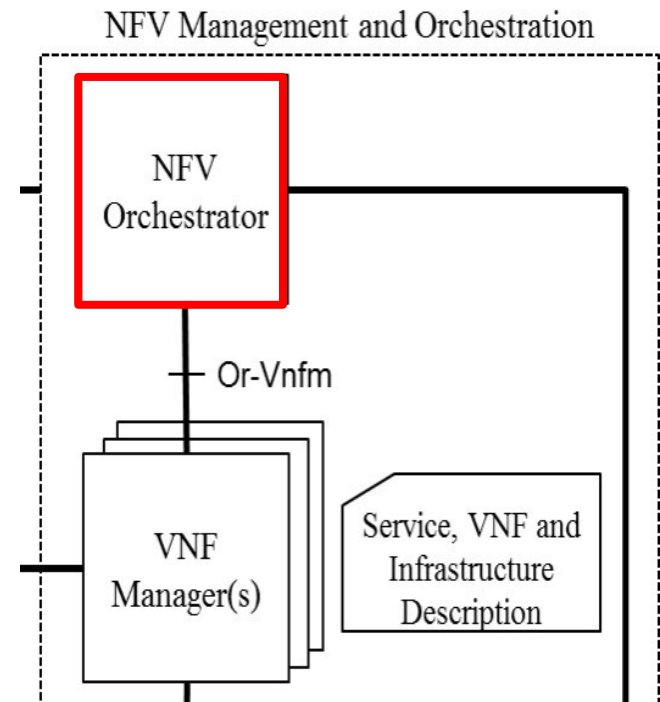 NFV Management and Orchestration
NFV
Orchestrator
Or-Vnfm
VNF
Manager(s)
Service, VNF and
Infrastructure
Description